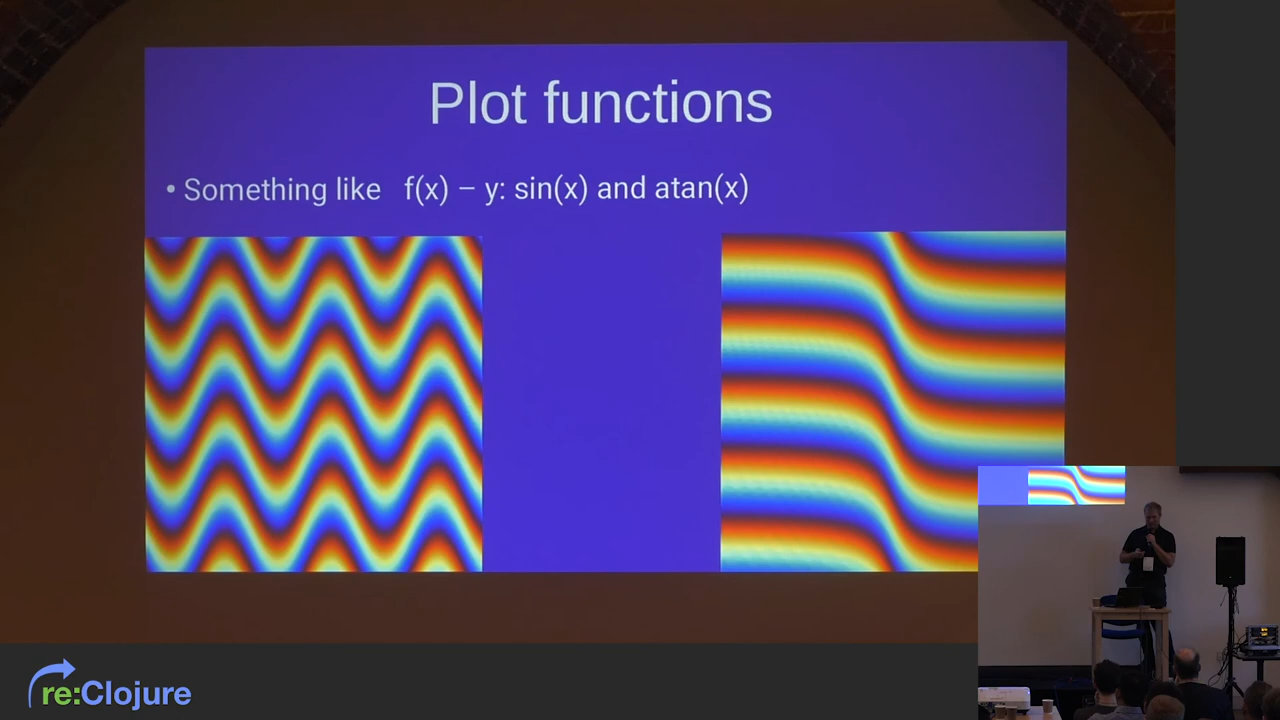 Plot functions
• Something like f(x) – y: sin(x) and atan(x)
re:Clojure